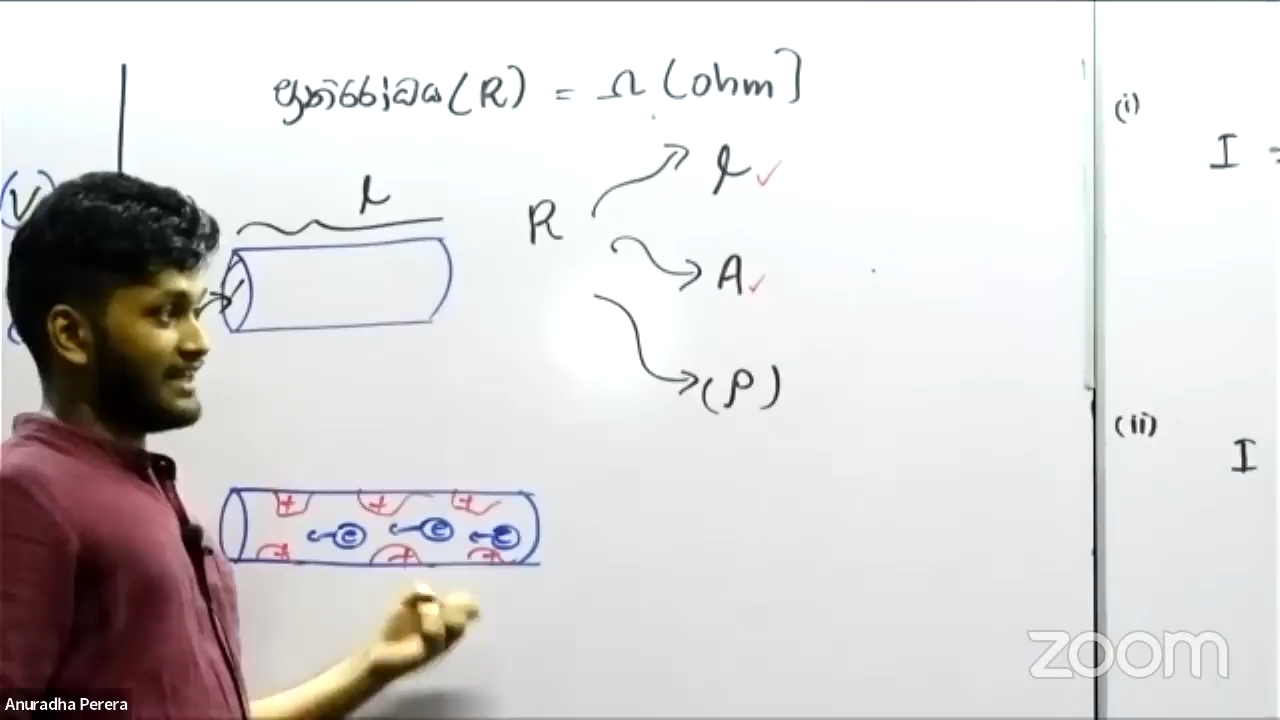 ප්‍රතිරෝධය (R) = Ω (ohm)
(V)
l
R
l ✓
A ✓
(ρ)
+ + +
e e e
+ + +
(i)
I =
(ii)
I
zoom
Anuradha Perera